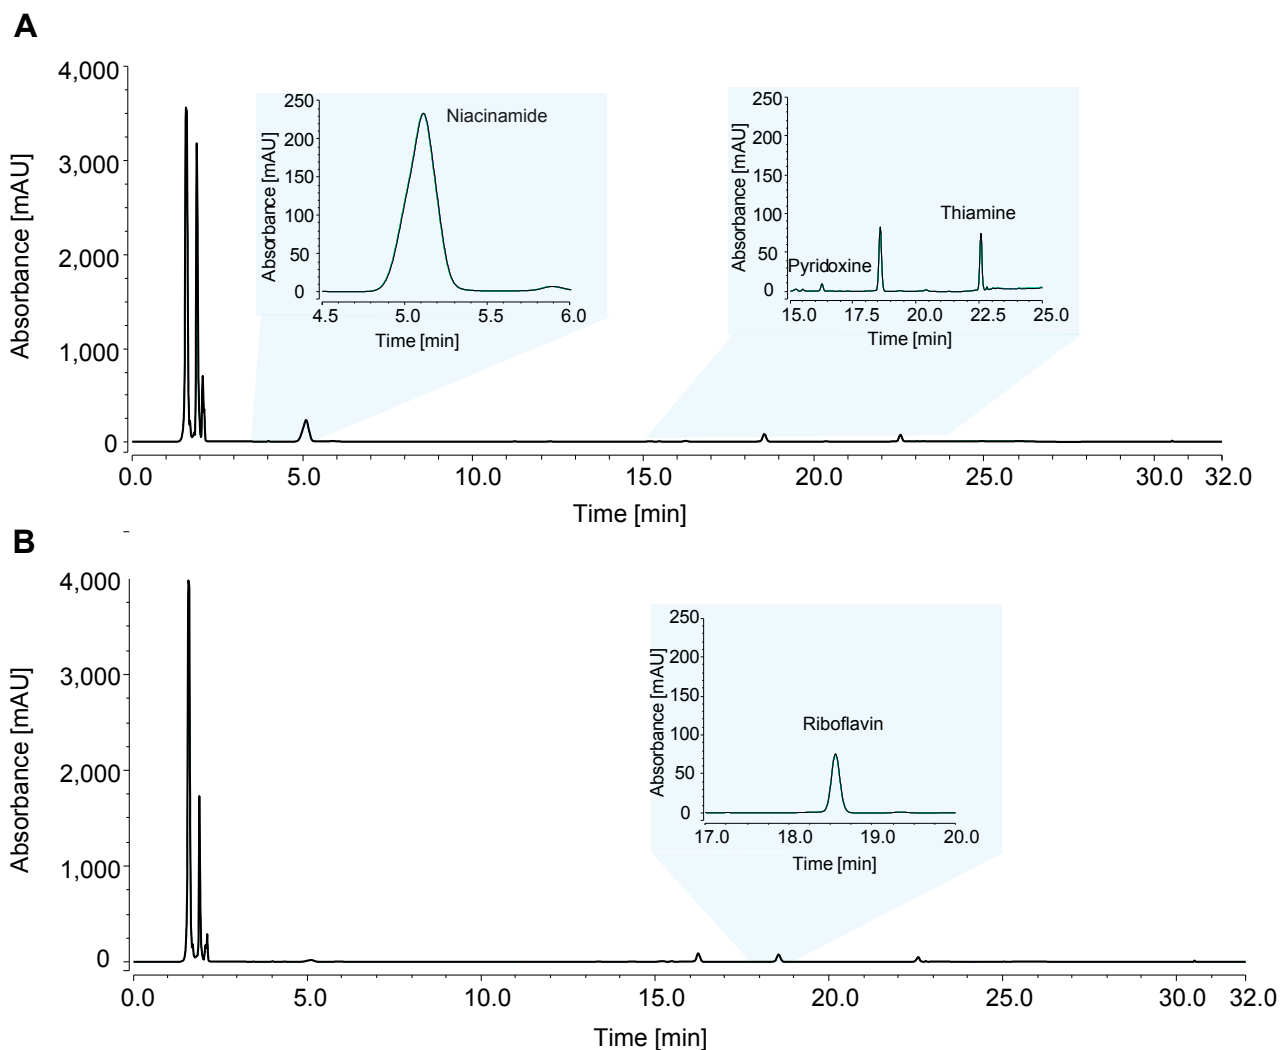 A
Absorbance [mAU]
4,000
3,000
2,000
1,000
0
0.0 5.0 10.0 15.0 20.0 25.0 30.0 32.0
Time [min]
Absorbance [mAU]
250
200
150
100
50
0
Niacinamide
4.5 5.0 5.5 6.0
Time [min]
Absorbance [mAU]
250
200
150
100
50
0
Pyridoxine
Thiamine
15.0 17.5 20.0 22.5 25.0
Time [min]
B
Absorbance [mAU]
4,000
3,000
2,000
1,000
0
0.0 5.0 10.0 15.0 20.0 25.0 30.0 32.0
Time [min]
Absorbance [mAU]
250
200
150
100
50
0
Riboflavin
17.0 18.0 19.0 20.0
Time [min]